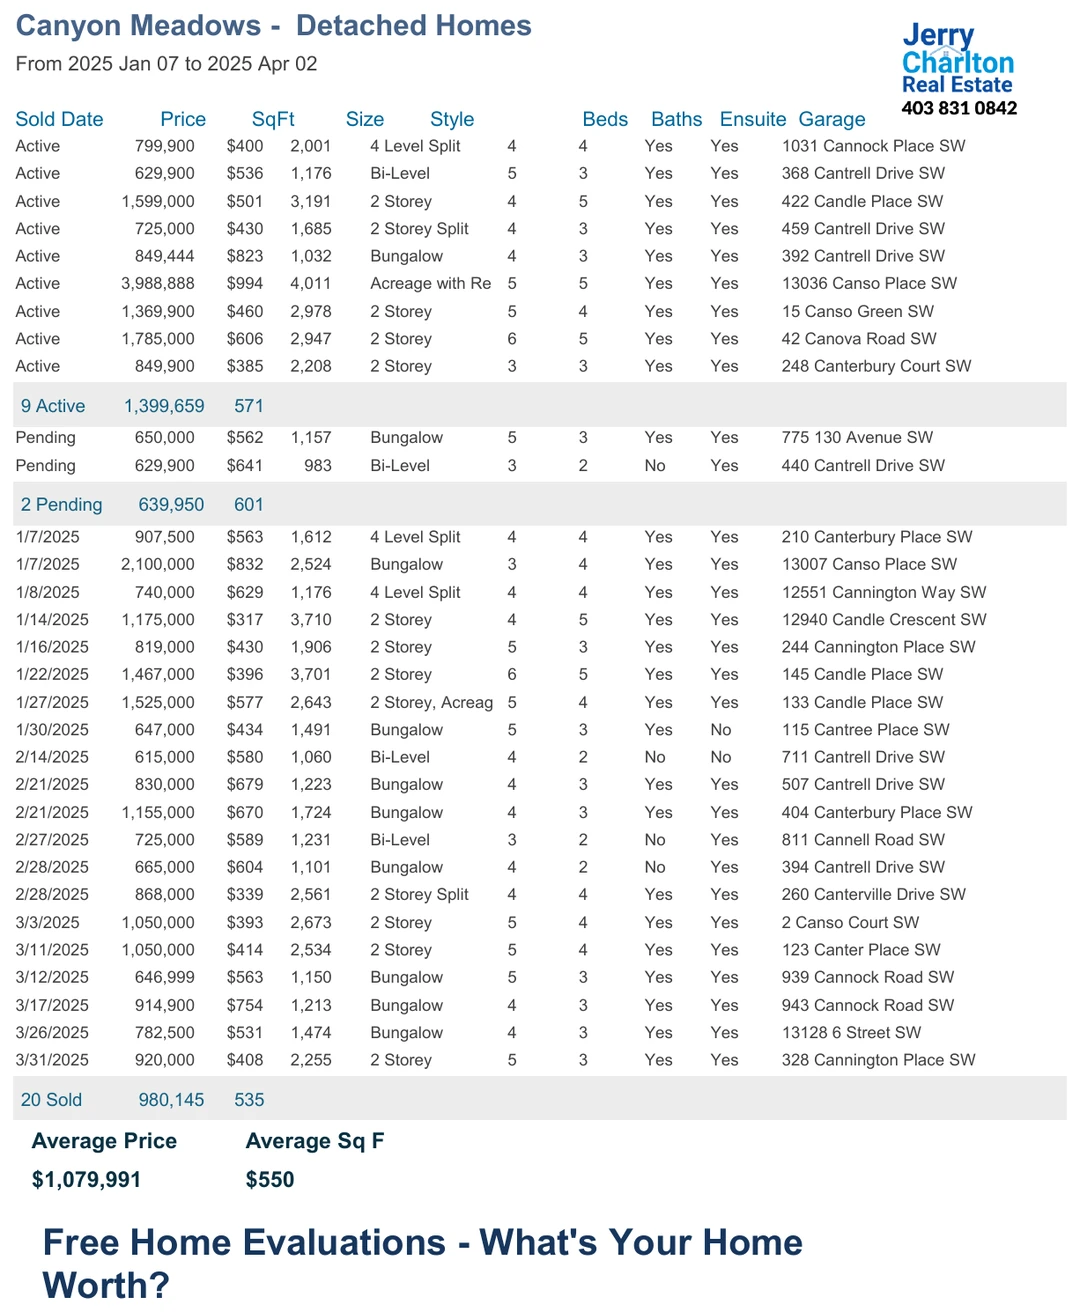 Canyon Meadows - Detached Homes
From 2025 Jan 07 to 2025 Apr 02
Jerry
Charlton
Real Estate
403 831 0842
Sold Date Price SqFt Size Style Beds Baths Ensuite Garage
Active 799,900 $400 2,001 4 Level Split 4 4 Yes Yes 1031 Cannock Place SW
Active 629,900 $536 1,176 Bi-Level 5 3 Yes Yes 368 Cantrell Drive SW
Active 1,599,000 $501 3,191 2 Storey 4 5 Yes Yes 422 Candle Place SW
Active 725,000 $430 1,685 2 Storey Split 4 3 Yes Yes 459 Cantrell Drive SW
Active 849,444 $823 1,032 Bungalow 4 3 Yes Yes 392 Cantrell Drive SW
Active 3,988,888 $994 4,011 Acreage with Re 5 5 Yes Yes 13036 Canso Place SW
Active 1,369,900 $460 2,978 2 Storey 5 4 Yes Yes 15 Canso Green SW
Active 1,785,000 $606 2,947 2 Storey 6 5 Yes Yes 42 Canova Road SW
Active 849,900 $385 2,208 2 Storey 3 3 Yes Yes 248 Canterbury Court SW
9 Active 1,399,659 571
Pending 650,000 $562 1,157 Bungalow 5 3 Yes Yes 775 130 Avenue SW
Pending 629,900 $641 983 Bi-Level 3 2 No Yes 440 Cantrell Drive SW
2 Pending 639,950 601
1/7/2025 907,500 $563 1,612 4 Level Split 4 4 Yes Yes 210 Canterbury Place SW
1/7/2025 2,100,000 $832 2,524 Bungalow 3 4 Yes Yes 13007 Canso Place SW
1/8/2025 740,000 $629 1,176 4 Level Split 4 4 Yes Yes 12551 Cannington Way SW
1/14/2025 1,175,000 $317 3,710 2 Storey 4 5 Yes Yes 12940 Candle Crescent SW
1/16/2025 819,000 $430 1,906 2 Storey 5 3 Yes Yes 244 Cannington Place SW
1/22/2025 1,467,000 $396 3,701 2 Storey 6 5 Yes Yes 145 Candle Place SW
1/27/2025 1,525,000 $577 2,643 2 Storey, Acreag 5 4 Yes Yes 133 Candle Place SW
1/30/2025 647,000 $434 1,491 Bungalow 5 3 Yes No 115 Cantree Place SW
2/14/2025 615,000 $580 1,060 Bi-Level 4 2 No No 711 Cantrell Drive SW
2/21/2025 830,000 $679 1,223 Bungalow 4 3 Yes Yes 507 Cantrell Drive SW
2/21/2025 1,155,000 $670 1,724 Bungalow 4 3 Yes Yes 404 Canterbury Place SW
2/27/2025 725,000 $589 1,231 Bi-Level 3 2 No Yes 811 Cannell Road SW
2/28/2025 665,000 $604 1,101 Bungalow 4 2 No Yes 394 Cantrell Drive SW
2/28/2025 868,000 $339 2,561 2 Storey Split 4 4 Yes Yes 260 Canterville Drive SW
3/3/2025 1,050,000 $393 2,673 2 Storey 5 4 Yes Yes 2 Canso Court SW
3/11/2025 1,050,000 $414 2,534 2 Storey 5 4 Yes Yes 123 Canter Place SW
3/12/2025 646,999 $563 1,150 Bungalow 5 3 Yes Yes 939 Cannock Road SW
3/17/2025 914,900 $754 1,213 Bungalow 4 3 Yes Yes 943 Cannock Road SW
3/26/2025 782,500 $531 1,474 Bungalow 4 3 Yes Yes 13128 6 Street SW
3/31/2025 920,000 $408 2,255 2 Storey 5 3 Yes Yes 328 Cannington Place SW
20 Sold 980,145 535
Average Price Average Sq F
$1,079,991 $550
Free Home Evaluations - What's Your Home
Worth?